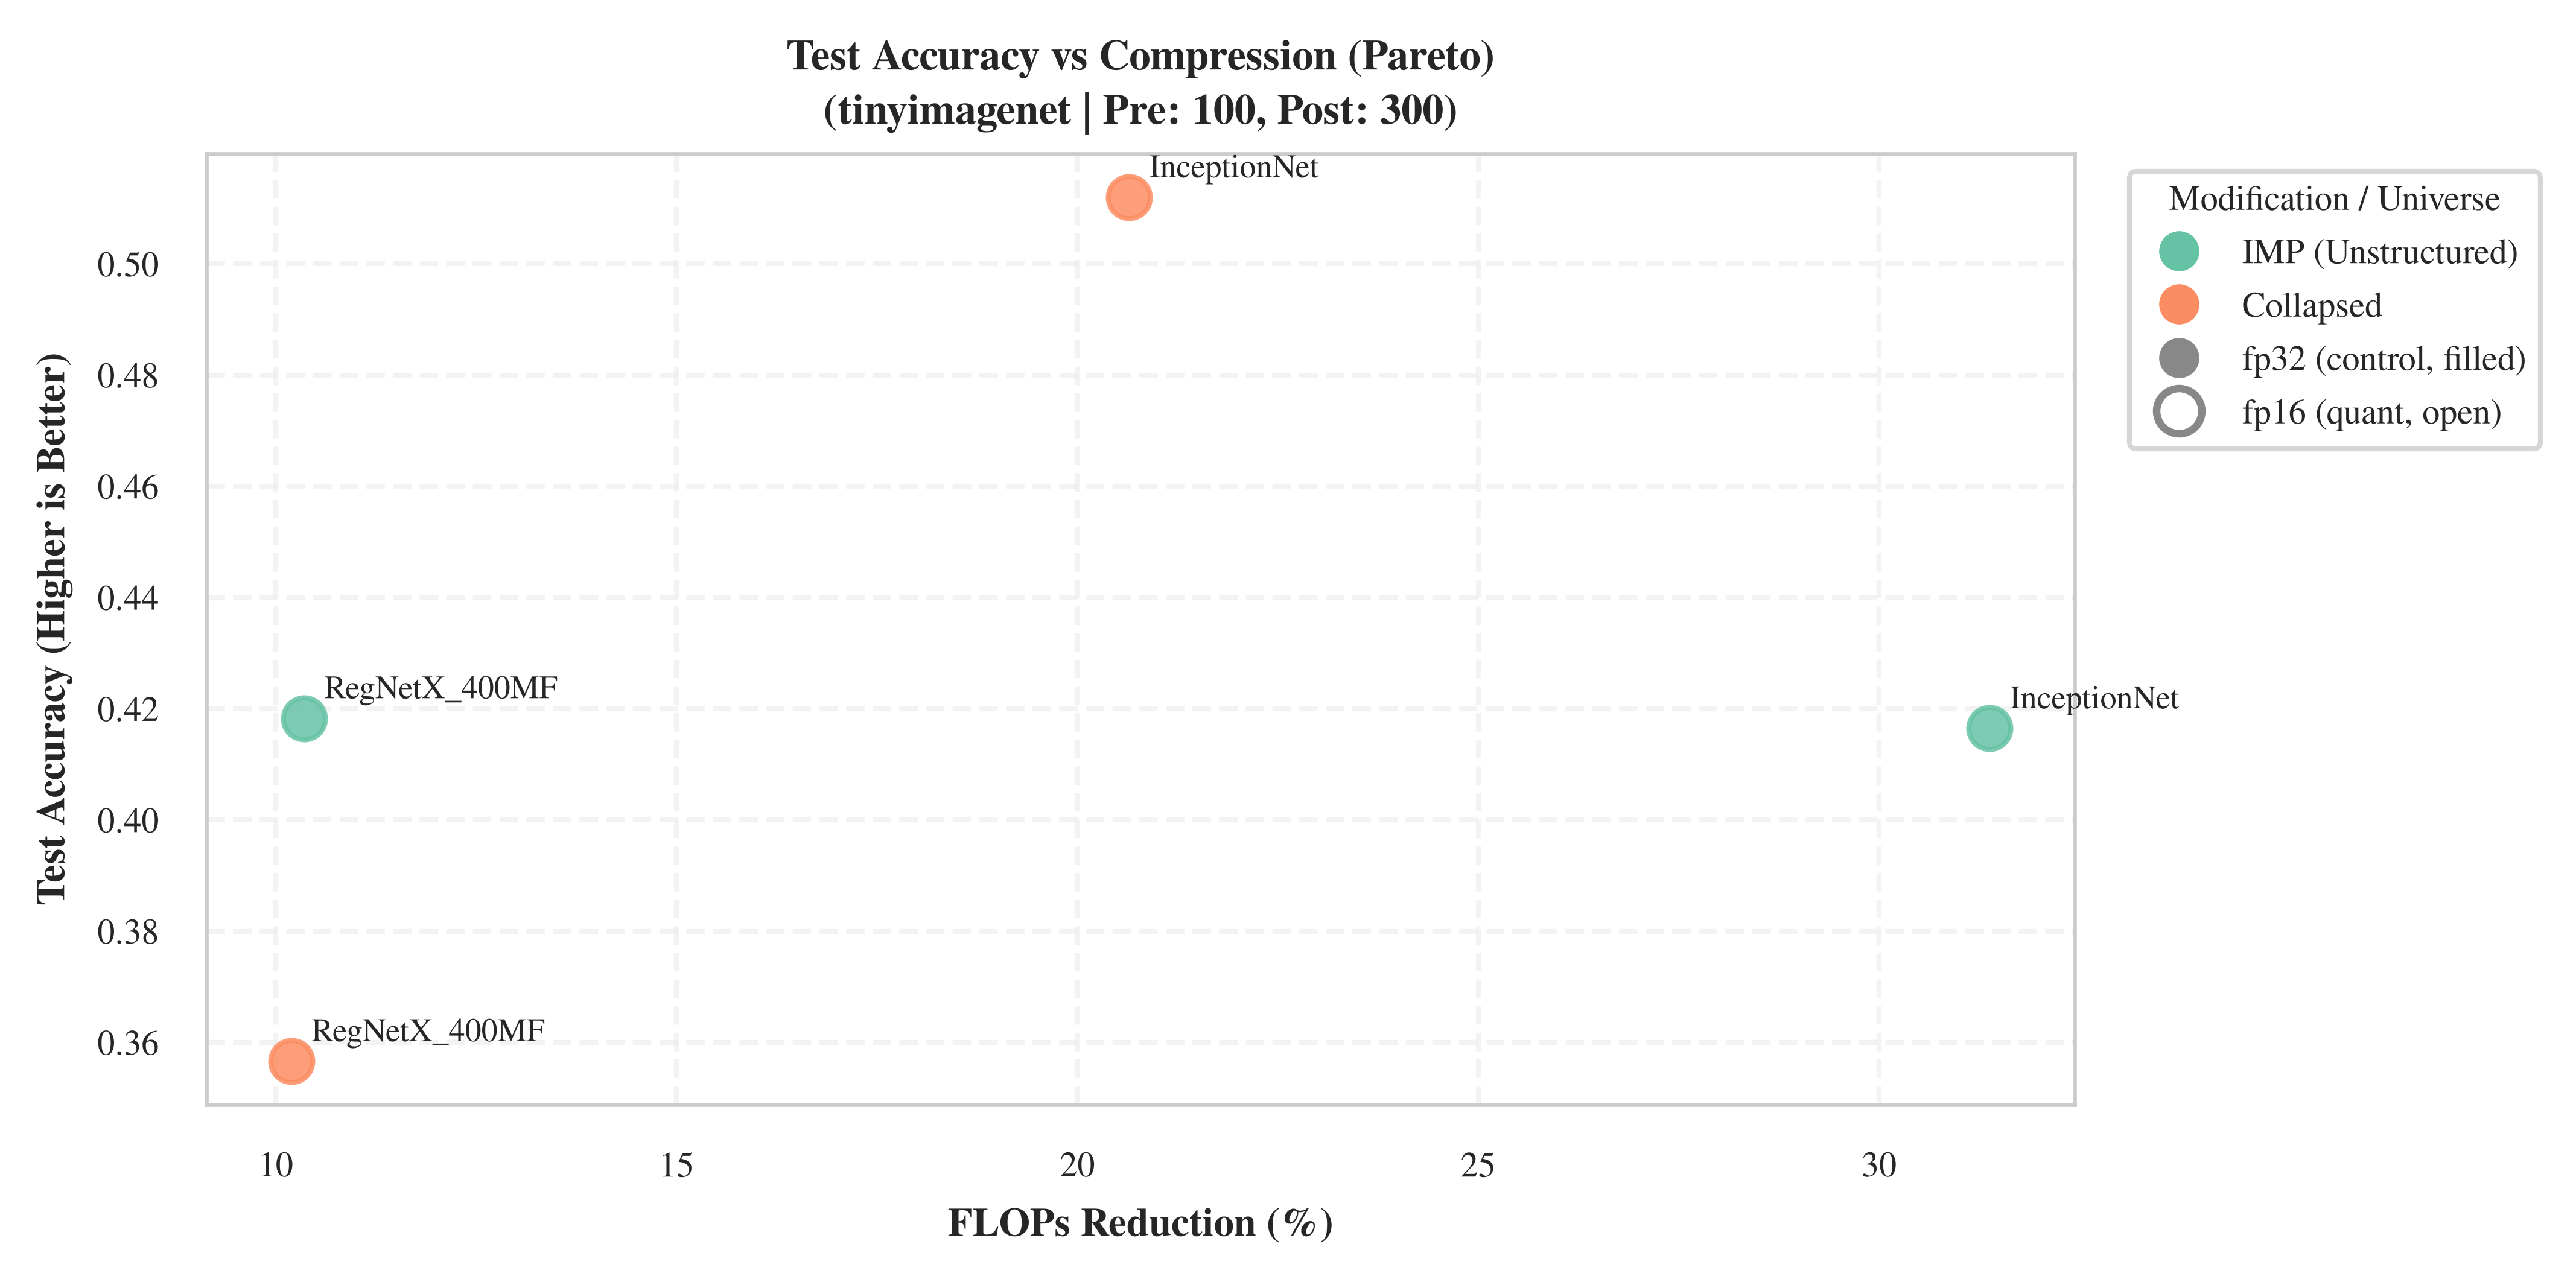 Test Accuracy vs Compression (Pareto)
(tinyimagenet | Pre: 100, Post: 300)
Test Accuracy (Higher is Better)
0.50
0.48
0.46
0.44
0.42
0.40
0.38
0.36
InceptionNet
RegNetX_400MF
InceptionNet
RegNetX_400MF
10
15
20
25
30
FLOPs Reduction (%)
Modification / Universe
IMP (Unstructured)
Collapsed
fp32 (control, filled)
fp16 (quant, open)